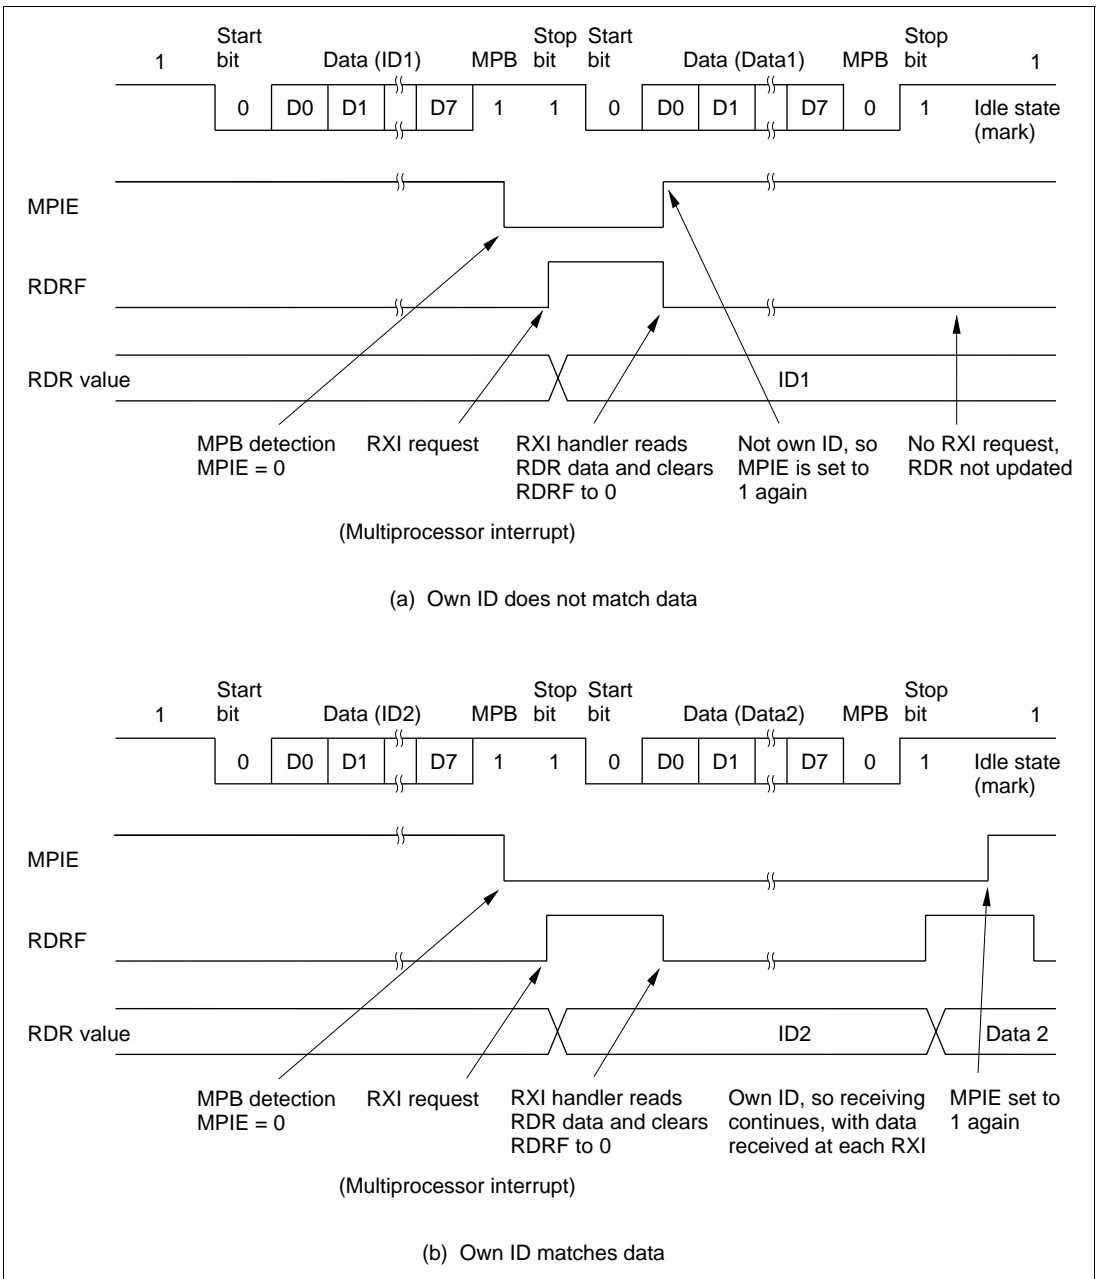 Start Stop Start Stop
1 bit Data (ID1) MPB bit bit Data (Data1) MPB bit 1
0 D0 D1 D7 1 1 0 D0 D1 D7 0 1 Idle state
(mark)
MPIE
RDRF
RDR value ID1
MPB detection RXI request RXI handler reads Not own ID, so No RXI request,
MPIE = 0 RDR data and clears MPIE is set to RDR not updated
RDRF to 0 1 again
(Multiprocessor interrupt)
(a) Own ID does not match data
Start Stop Start Stop
1 bit Data (ID2) MPB bit bit Data (Data2) MPB bit 1
0 D0 D1 D7 1 1 0 D0 D1 D7 0 1 Idle state
(mark)
MPIE
RDRF
RDR value ID2 Data 2
MPB detection RXI request RXI handler reads Own ID, so receiving MPIE set to
MPIE = 0 RDR data and clears continues, with data 1 again
RDRF to 0 received at each RXI
(Multiprocessor interrupt)
(b) Own ID matches data